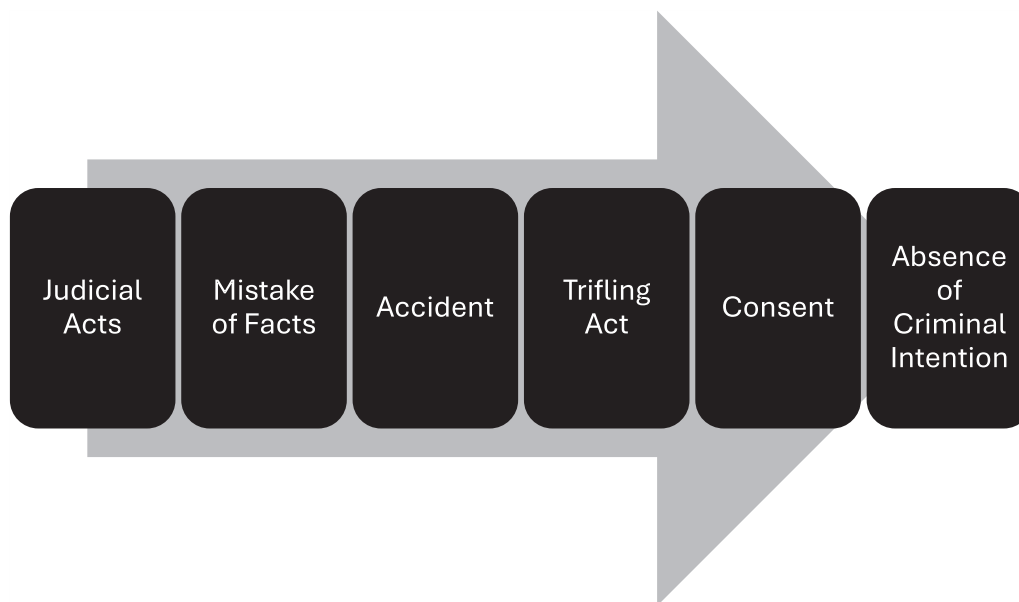 Judicial
Acts
Mistake
of Facts
Accident
Trifling
Act
Consent
Absence
of
Criminal
Intention